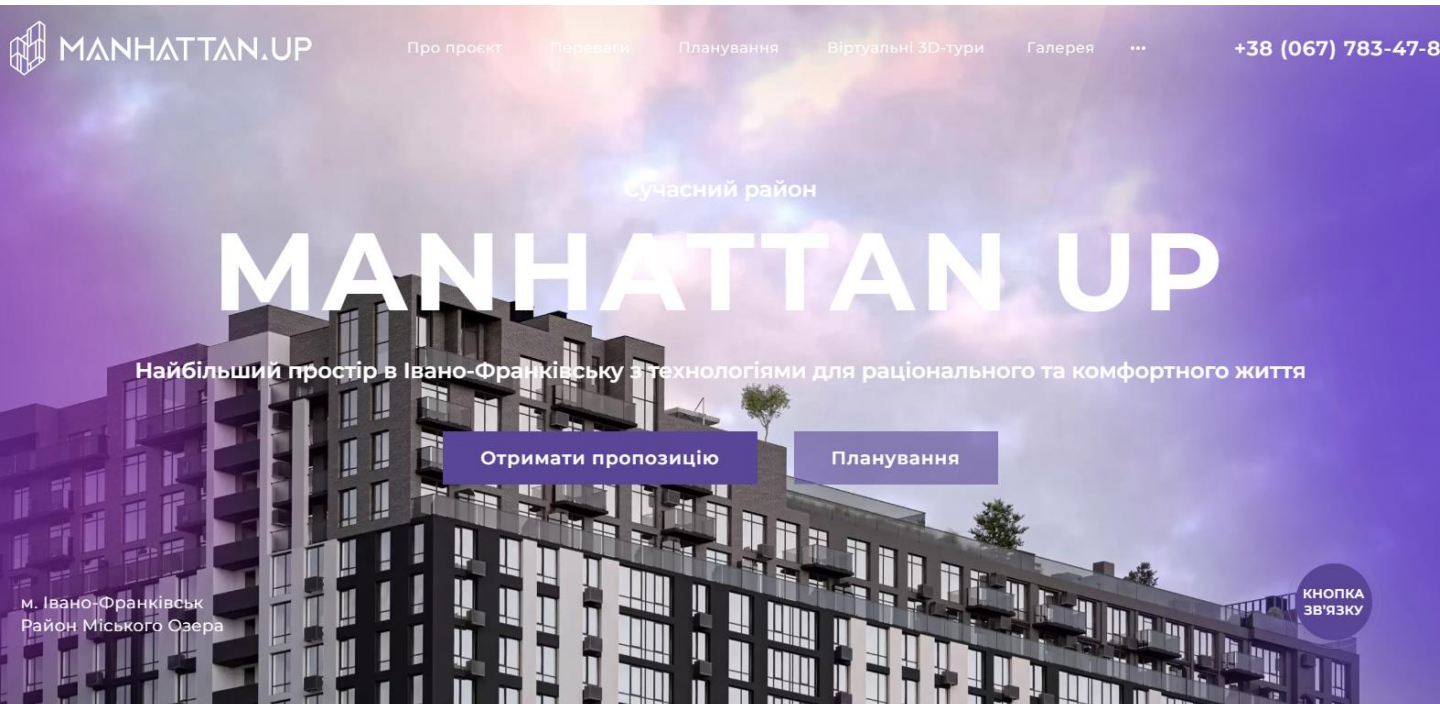 MANHATTAN.UP
Про проєкт Переваги Планування Віртуальні 3D-тури Галерея ••• +38 (067) 783-47-8
Сучасний район
MANHATTAN UP
Найбільший простір в Івано-Франківську з технологіями для раціонального та комфортного життя
Отримати пропозицію Планування
м. Івано-Франківськ
Район Міського Озера
КНОПКА
ЗВ'ЯЗКУ